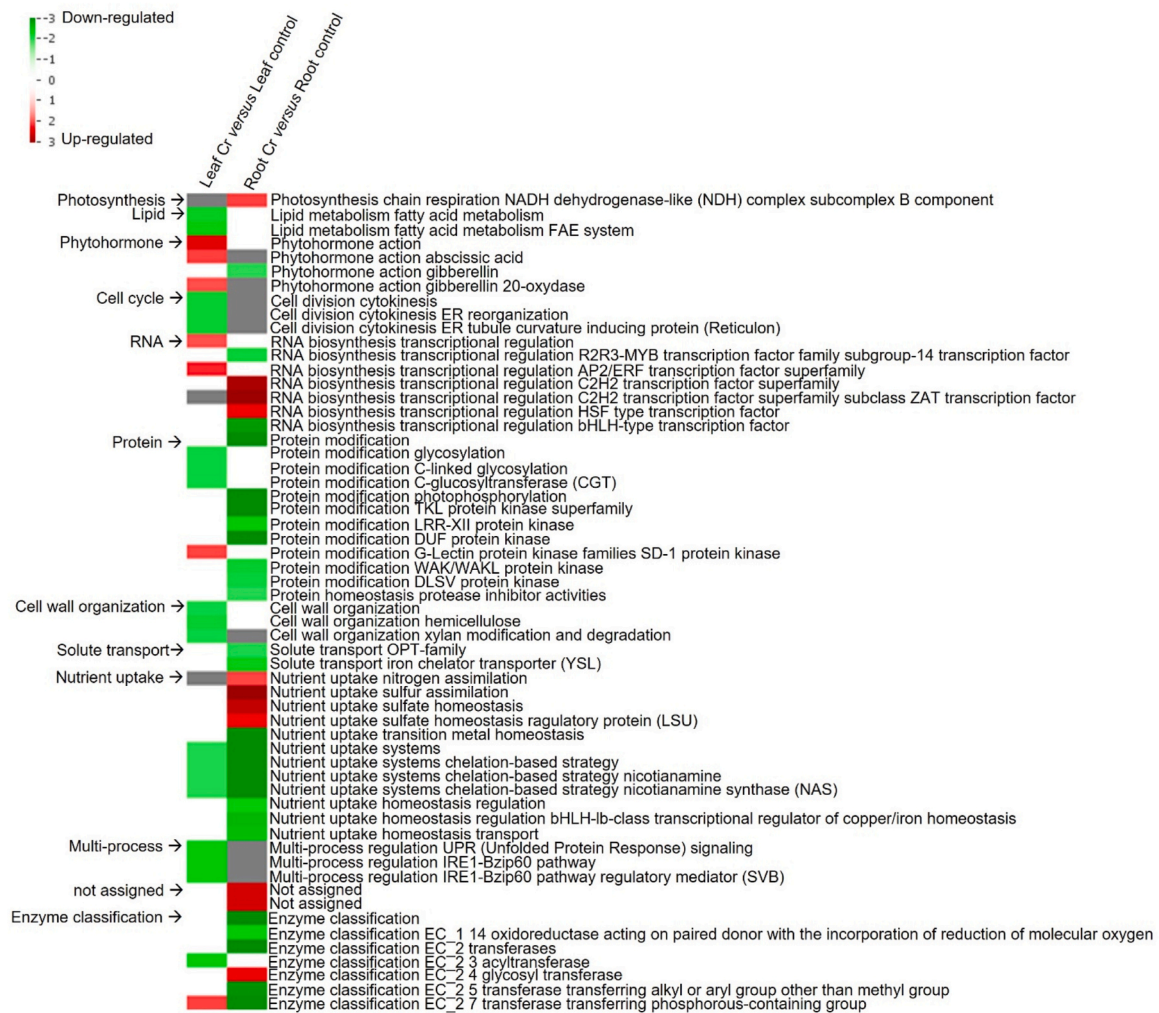 -3 Down-regulated
-2
-1
0
1
2
3 Up-regulated
Leaf Cr versus Leaf control
Root Cr versus Root control
Photosynthesis → Photosynthesis chain respiration NADH dehydrogenase-like (NDH) complex subcomplex B component
Lipid → Lipid metabolism fatty acid metabolism
Lipid metabolism fatty acid metabolism FAE system
Phytohormone → Phytohormone action
Phytohormone action abscissic acid
Phytohormone action gibberellin
Phytohormone action gibberellin 20-oxydase
Cell cycle → Cell division cytokinesis
Cell division cytokinesis ER reorganization
Cell division cytokinesis ER tubule curvature inducing protein (Reticulon)
RNA → RNA biosynthesis transcriptional regulation
RNA biosynthesis transcriptional regulation R2R3-MYB transcription factor family subgroup-14 transcription factor
RNA biosynthesis transcriptional regulation AP2/ERF transcription factor superfamily
RNA biosynthesis transcriptional regulation C2H2 transcription factor superfamily
RNA biosynthesis transcriptional regulation C2H2 transcription factor superfamily subclass ZAT transcription factor
RNA biosynthesis transcriptional regulation HSF type transcription factor
RNA biosynthesis transcriptional regulation bHLH-type transcription factor
Protein → Protein modification
Protein modification glycosylation
Protein modification C-linked glycosylation
Protein modification C-glucosyltransferase (CGT)
Protein modification photophosphorylation
Protein modification TKL protein kinase superfamily
Protein modification LRR-XII protein kinase
Protein modification DUF protein kinase
Protein modification G-Lectin protein kinase families SD-1 protein kinase
Protein modification WAK/WAKL protein kinase
Protein modification DLSV protein kinase
Protein homeostasis protease inhibitor activities
Cell wall organization → Cell wall organization
Cell wall organization hemicellulose
Cell wall organization xylan modification and degradation
Solute transport → Solute transport OPT-family
Solute transport iron chelator transporter (YSL)
Nutrient uptake → Nutrient uptake nitrogen assimilation
Nutrient uptake sulfur assimilation
Nutrient uptake sulfate homeostasis
Nutrient uptake sulfate homeostasis ragulatory protein (LSU)
Nutrient uptake transition metal homeostasis
Nutrient uptake systems
Nutrient uptake systems chelation-based strategy
Nutrient uptake systems chelation-based strategy nicotianamine
Nutrient uptake systems chelation-based strategy nicotianamine synthase (NAS)
Nutrient uptake homeostasis regulation
Nutrient uptake homeostasis regulation bHLH-lb-class transcriptional regulator of copper/iron homeostasis
Nutrient uptake homeostasis transport
Multi-process → Multi-process regulation UPR (Unfolded Protein Response) signaling
Multi-process regulation IRE1-Bzip60 pathway
Multi-process regulation IRE1-Bzip60 pathway regulatory mediator (SVB)
not assigned → Not assigned
Not assigned
Enzyme classification → Enzyme classification
Enzyme classification EC_1 14 oxidoreductase acting on paired donor with the incorporation of reduction of molecular oxygen
Enzyme classification EC_2 transferases
Enzyme classification EC_2 3 acyltransferase
Enzyme classification EC_2 4 glycosyl transferase
Enzyme classification EC_2 5 transferase transferring alkyl or aryl group other than methyl group
Enzyme classification EC_2 7 transferase transferring phosphorous-containing group